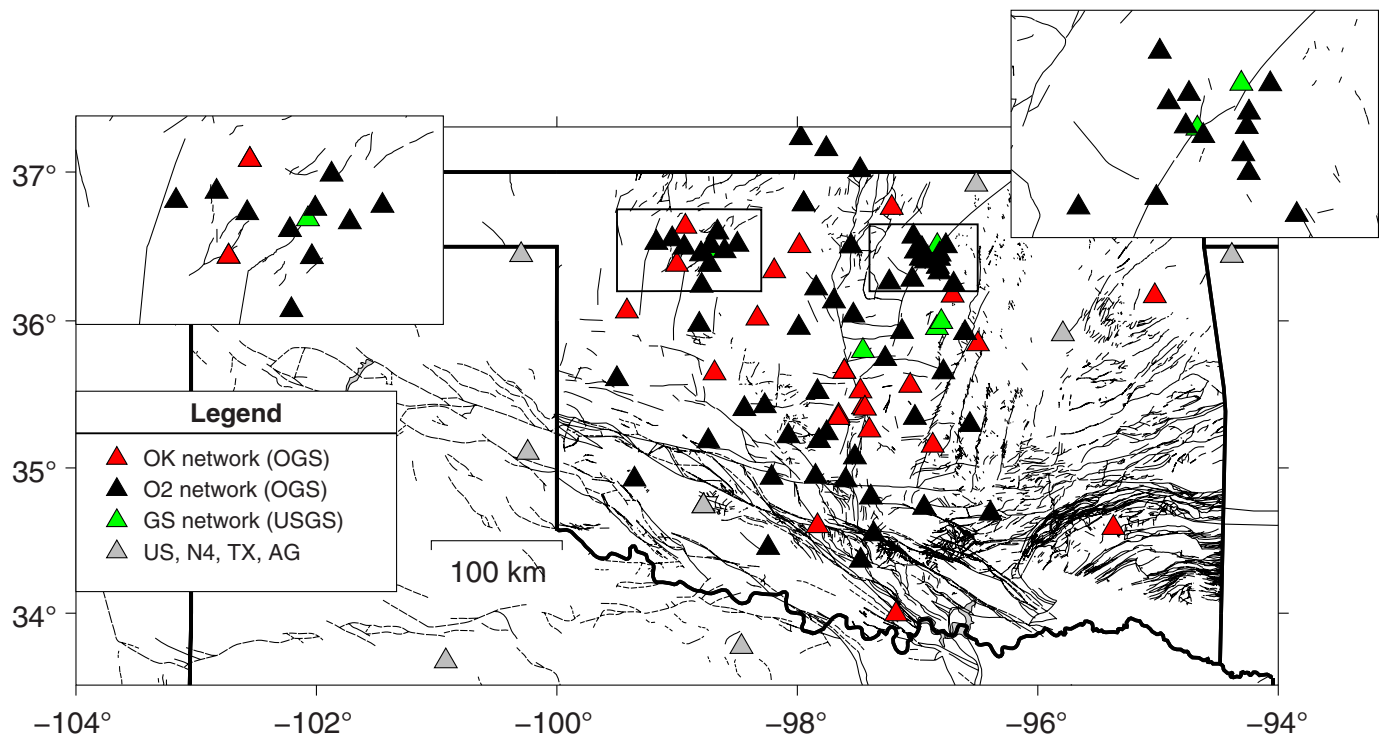 37°
36°
35°
34°
Legend
OK network (OGS)
O2 network (OGS)
GS network (USGS)
US, N4, TX, AG
100 km
−104°
−102°
−100°
−98°
−96°
−94°